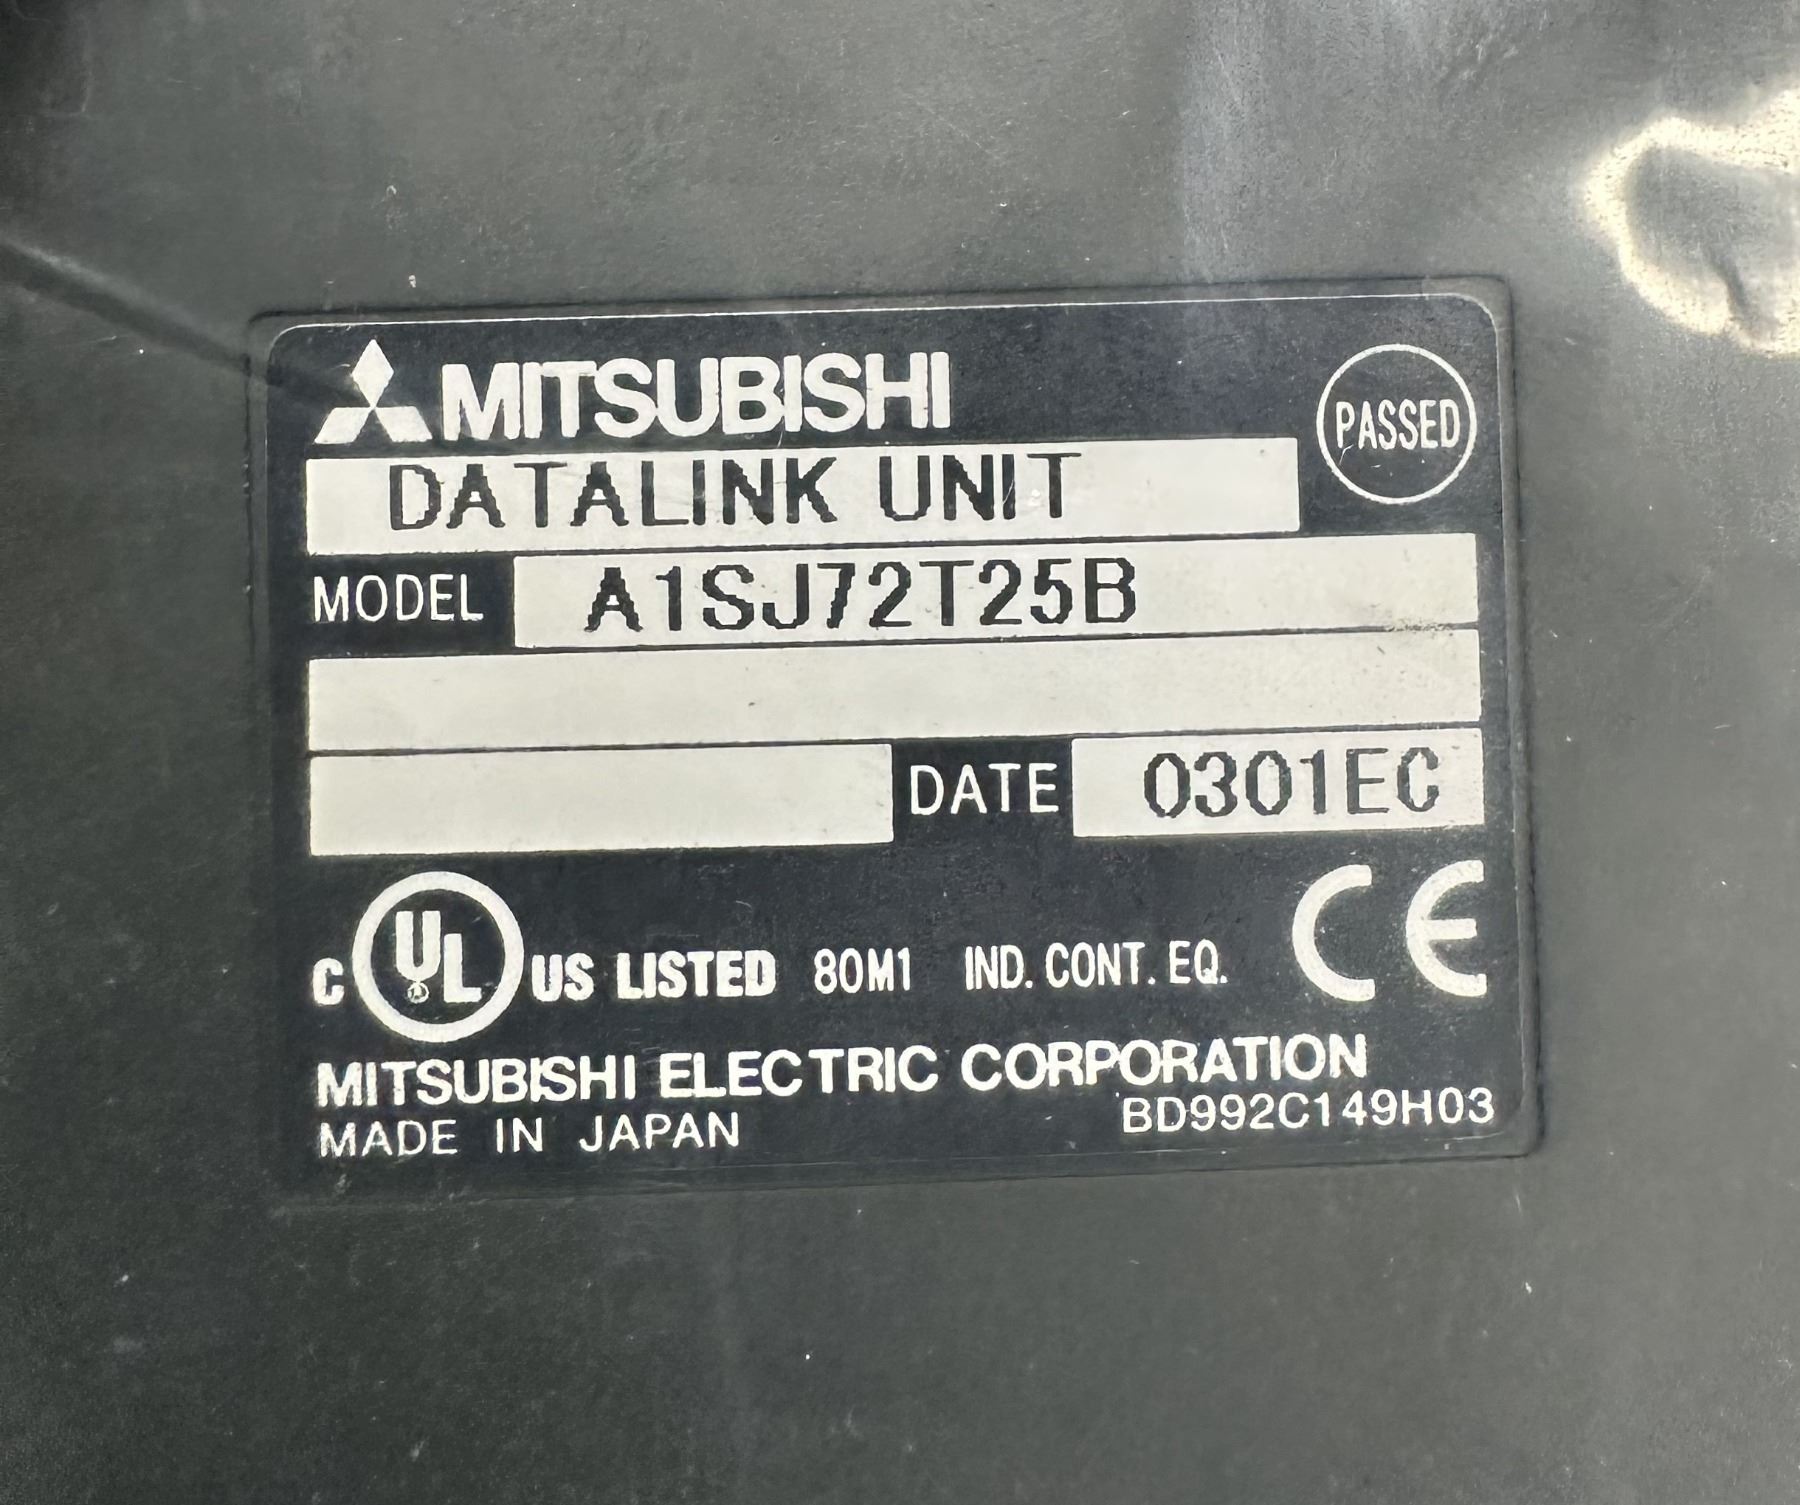 MITSUBISHI
PASSED
DATALINK UNIT
MODEL A1SJ72T25B
DATE 0301EC
C UL US LISTED 80M1 IND. CONT. EQ. CE
MITSUBISHI ELECTRIC CORPORATION
MADE IN JAPAN BD992C149H03